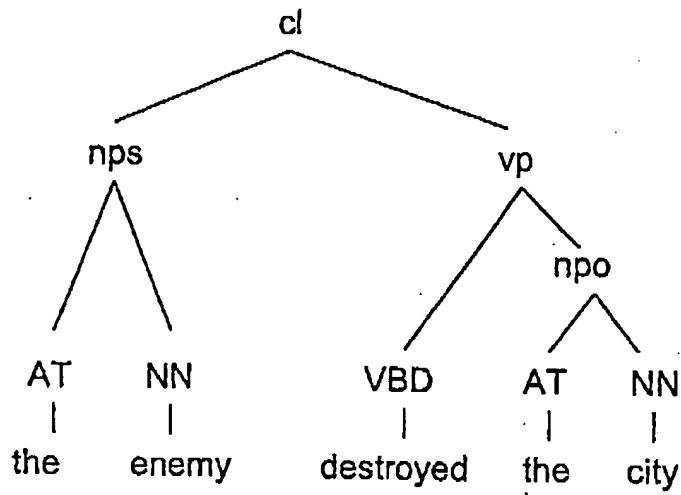 cl
nps vp
npo
AT NN VBD AT NN
the enemy destroyed the city